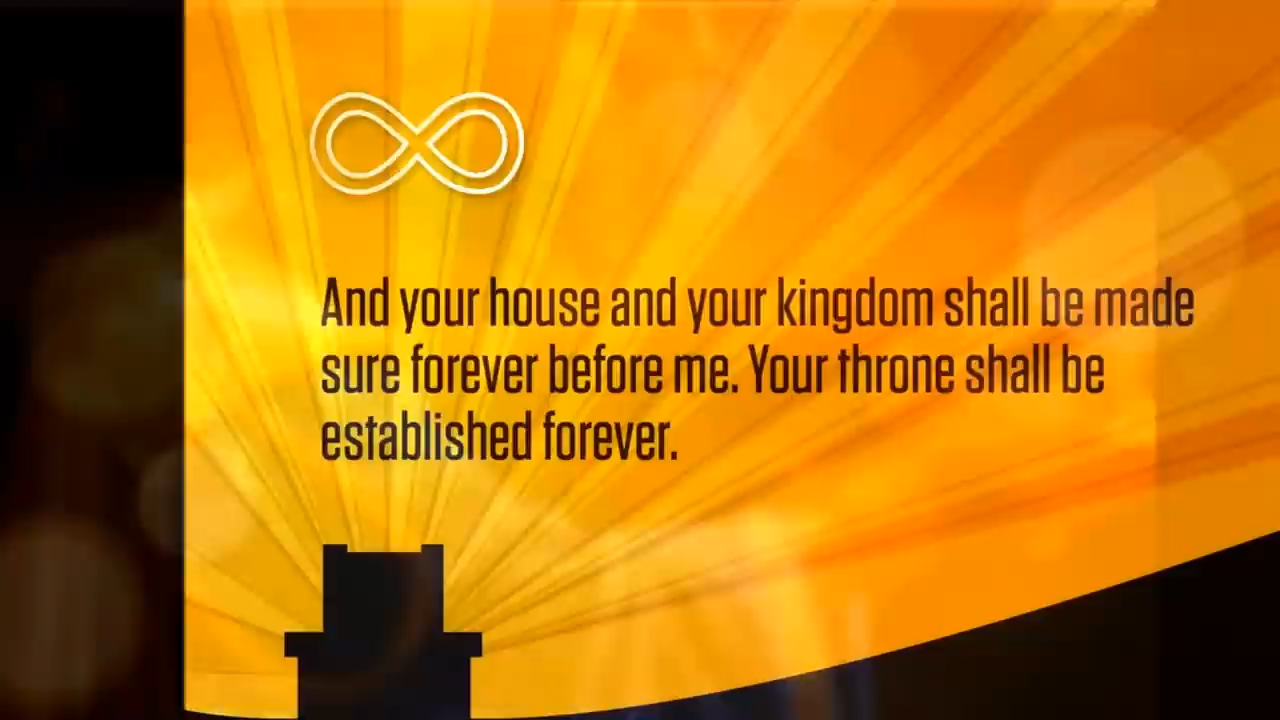 And your house and your kingdom shall be made
sure forever before me. Your throne shall be
established forever.